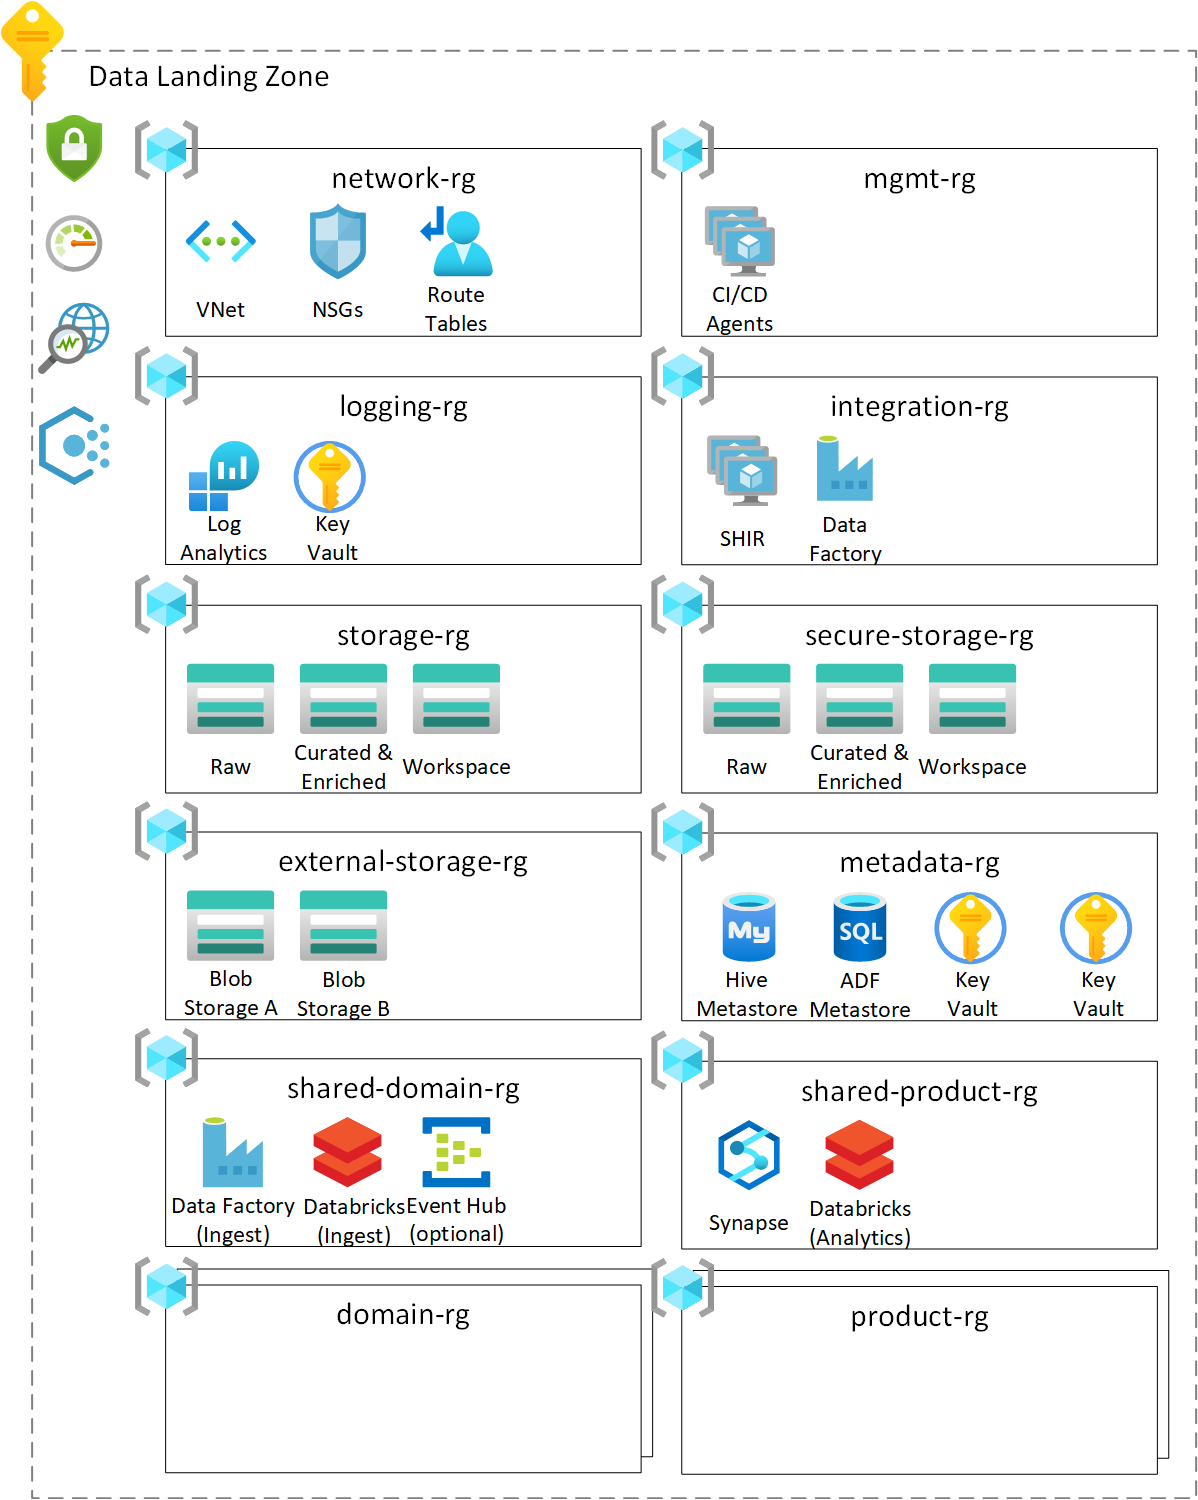 Data Landing Zone
network-rg
VNet
NSGs
Route
Tables
mgmt-rg
CI/CD
Agents
logging-rg
Log
Analytics
Key
Vault
integration-rg
SHIR
Data
Factory
storage-rg
Raw
Curated &
Enriched
Workspace
secure-storage-rg
Raw
Curated &
Enriched
Workspace
external-storage-rg
Blob
Storage A
Blob
Storage B
metadata-rg
My
Hive
Metastore
SQL
ADF
Metastore
Key
Vault
Key
Vault
shared-domain-rg
Data Factory
(Ingest)
Databricks
(Ingest)
Event Hub
(optional)
shared-product-rg
Synapse
Databricks
(Analytics)
domain-rg
product-rg